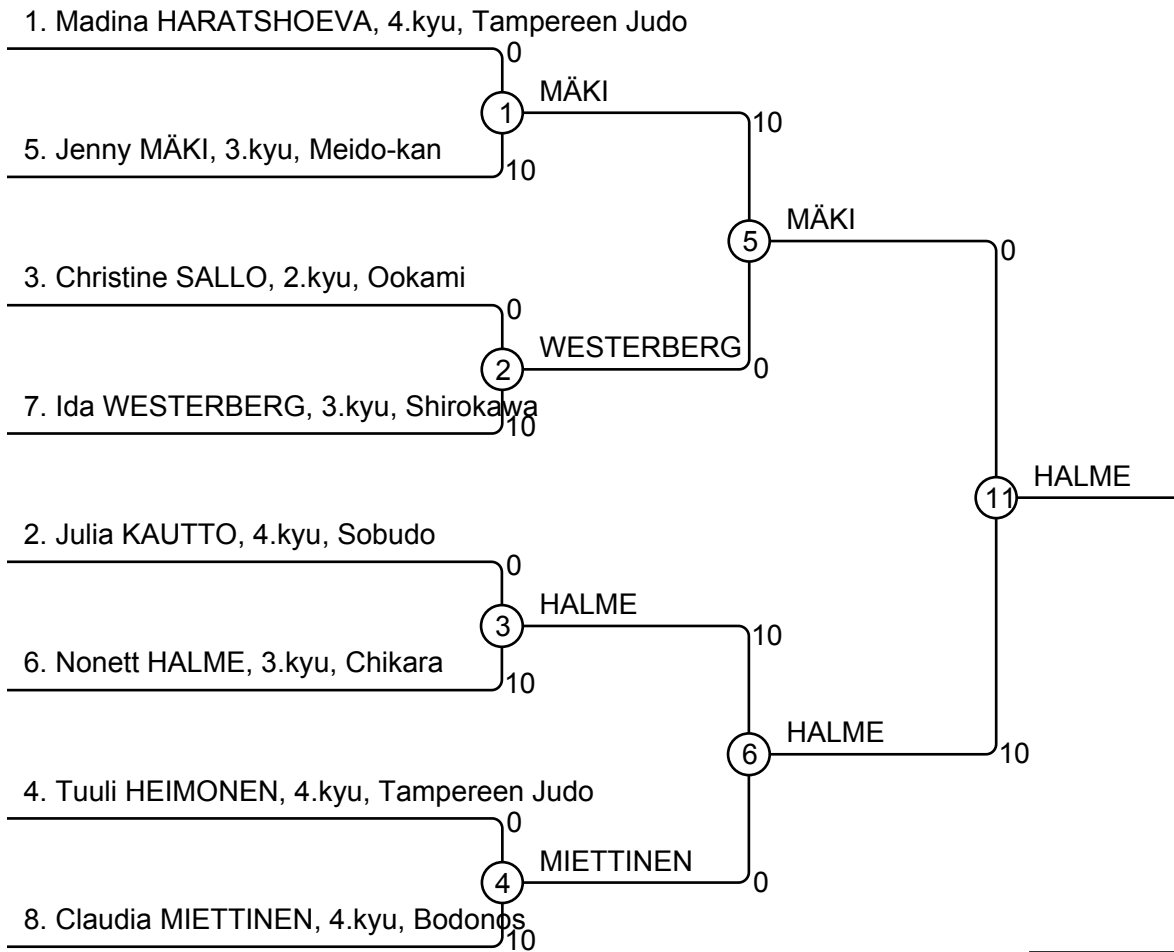 1. Madina HARATSHOEVA, 4.kyu, Tampereen Judo
0
1
MÄKI
10
5. Jenny MÄKI, 3.kyu, Meido-kan
10
5
MÄKI
0
3. Christine SALLO, 2.kyu, Ookami
0
2
WESTERBERG
0
7. Ida WESTERBERG, 3.kyu, Shirokawa
10
11
HALME
2. Julia KAUTTO, 4.kyu, Sobudo
0
3
HALME
10
6. Nonett HALME, 3.kyu, Chikara
10
6
HALME
10
4. Tuuli HEIMONEN, 4.kyu, Tampereen Judo
0
4
MIETTINEN
0
8. Claudia MIETTINEN, 4.kyu, Bodonos
10